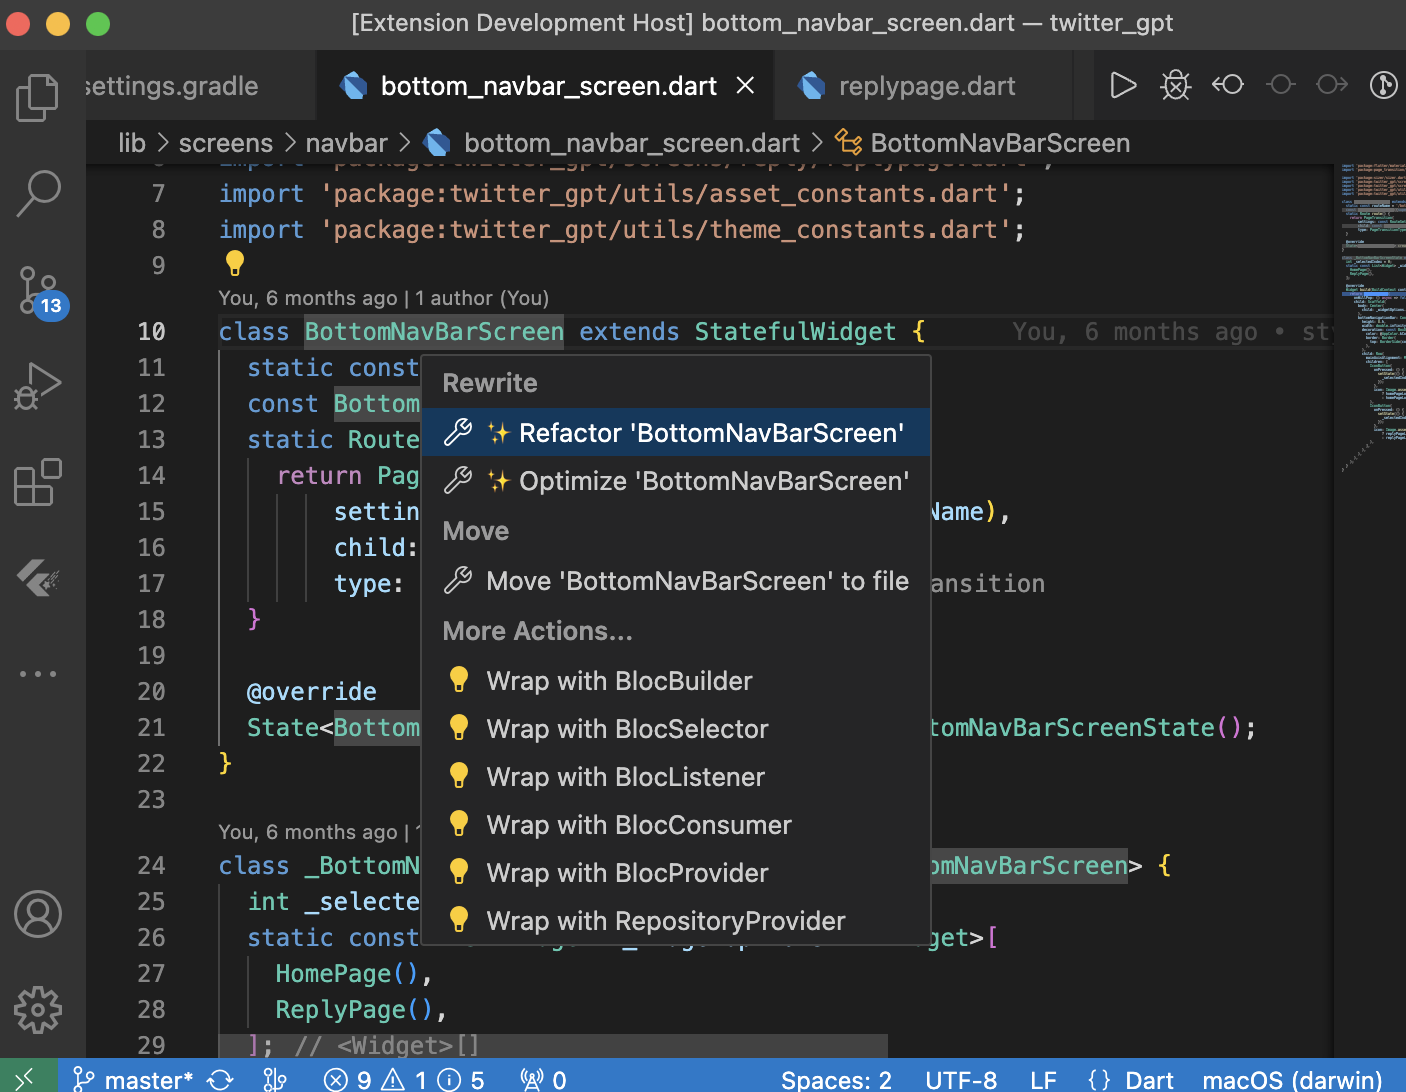 [Extension Development Host] bottom_navbar_screen.dart — twitter_gpt
settings.gradle
bottom_navbar_screen.dart
replypage.dart
lib > screens > navbar > bottom_navbar_screen.dart > BottomNavBarScreen
import 'package:twitter_gpt/screens/reply/replypage.dart';
7 import 'package:twitter_gpt/utils/asset_constants.dart';
8 import 'package:twitter_gpt/utils/theme_constants.dart';
9
You, 6 months ago | 1 author (You)
10 class BottomNavBarScreen extends StatefulWidget { You, 6 months ago • st
11 static const
12 const Bottom
13 static Route
14 return Pag
15 settin Name),
16 child:
17 type: ansition
18 }
19
20 @override
21 State<Bottom tomNavBarScreenState();
22 }
23
You, 6 months ago |
24 class _BottomN omNavBarScreen> {
25 int _selecte
26 static const get>[
27 HomePage(),
28 ReplyPage(),
29 ]; // <Widget>[]
Rewrite
✨ Refactor 'BottomNavBarScreen'
✨ Optimize 'BottomNavBarScreen'
Move
Move 'BottomNavBarScreen' to file
More Actions...
Wrap with BlocBuilder
Wrap with BlocSelector
Wrap with BlocListener
Wrap with BlocConsumer
Wrap with BlocProvider
Wrap with RepositoryProvider
13
master* 9 1 5 0 Spaces: 2 UTF-8 LF {} Dart macOS (darwin)